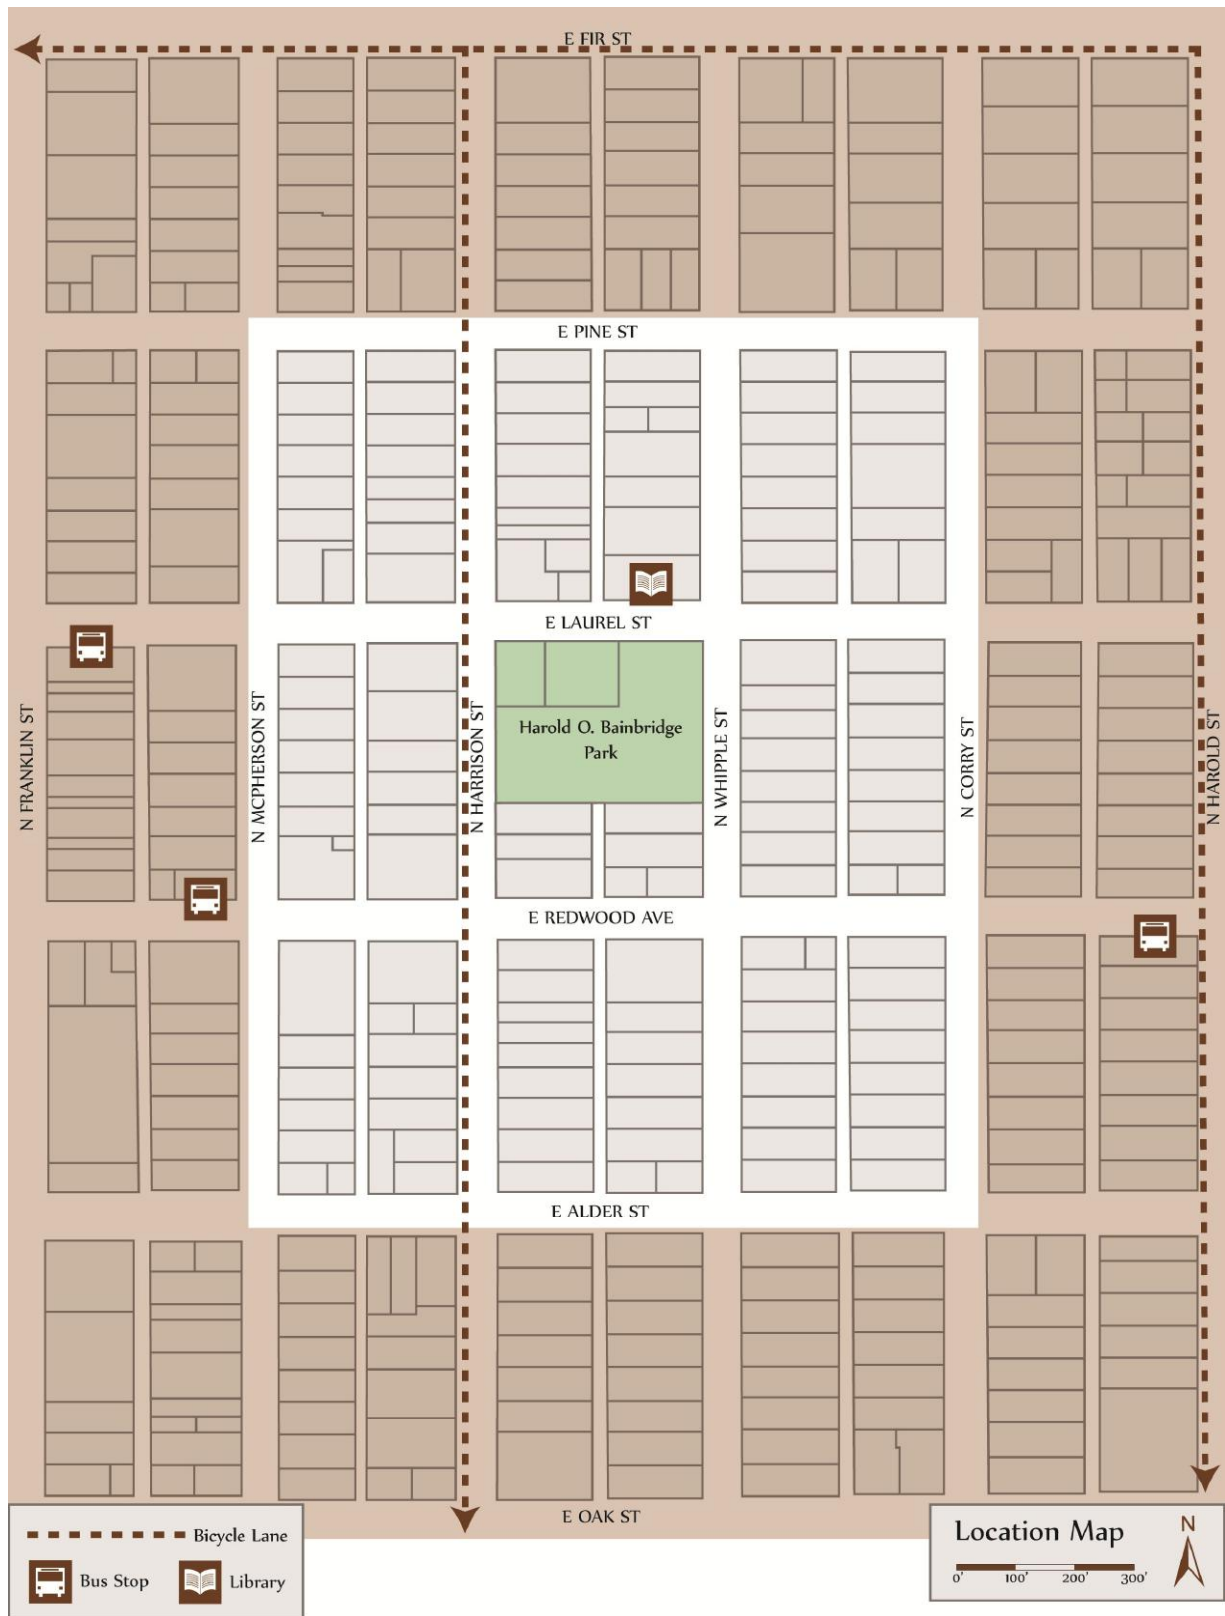 E FIR ST
E PINE ST
E LAUREL ST
Harold O. Bainbridge
Park
N FRANKLIN ST
N MCPHERSON ST
N HARRISON ST
N WHIPPLE ST
N CORRY ST
N HAROLD ST
E REDWOOD AVE
E ALDER ST
E OAK ST
Bicycle Lane
Bus Stop
Library
Location Map
N
0' 100' 200' 300'